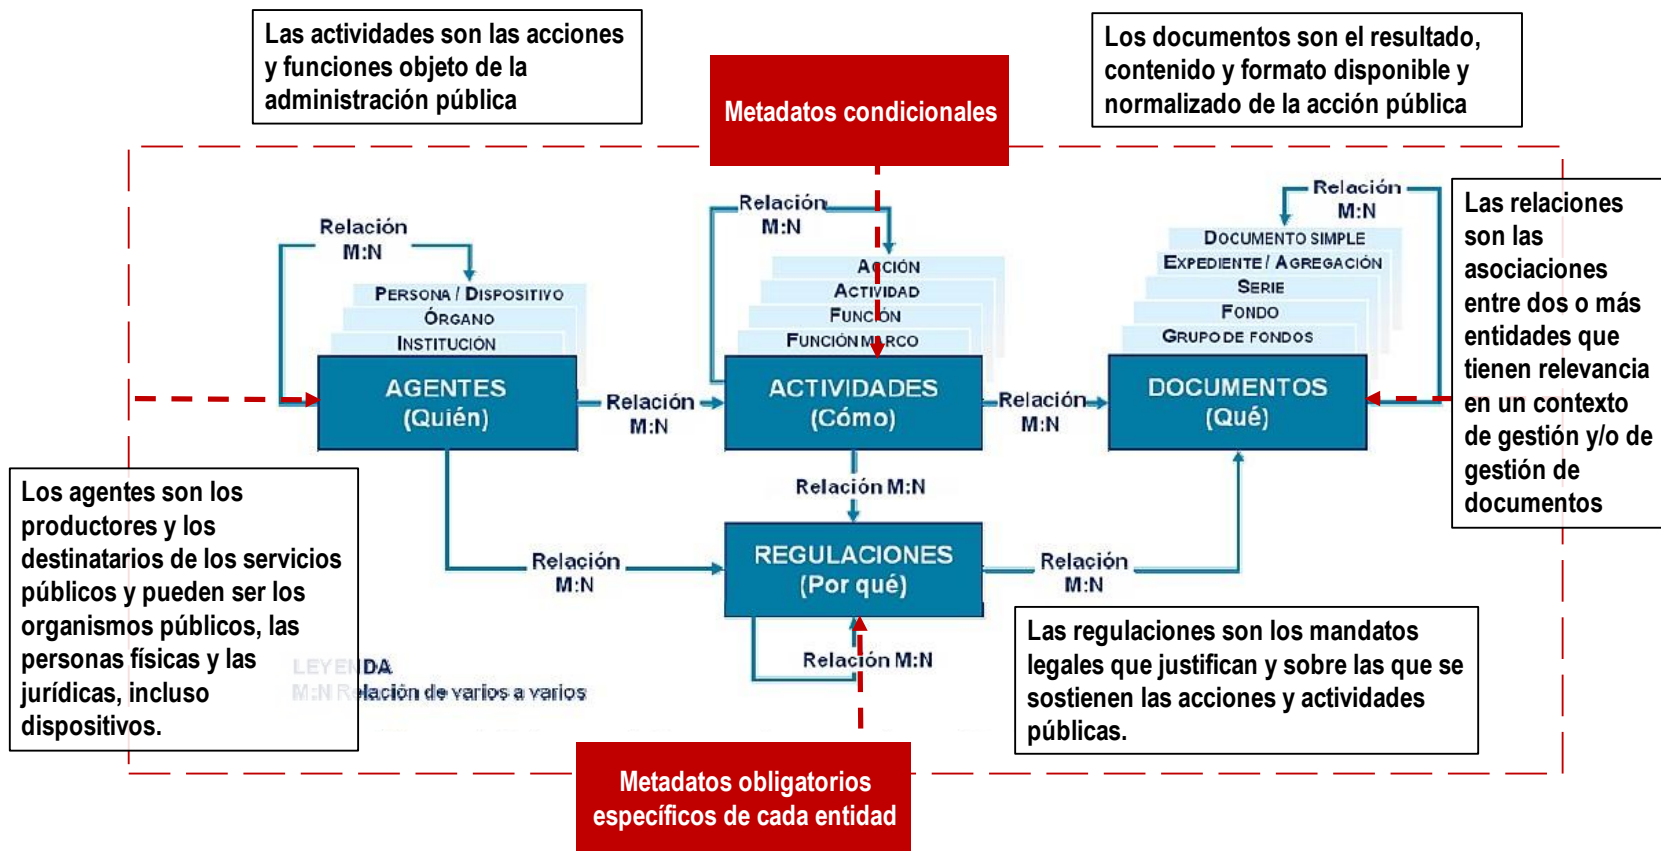 Las actividades son las acciones
y funciones objeto de la
administración pública
Metadatos condicionales
Los documentos son el resultado,
contenido y formato disponible y
normalizado de la acción pública
Relación
M:N
PERSONA / DISPOSITIVO
ÓRGANO
INSTITUCIÓN
AGENTES
(Quién)
Relación
M:N
Relación
M:N
ACCIÓN
ACTIVIDAD
FUNCIÓN
FUNCIÓN MARCO
ACTIVIDADES
(Cómo)
Relación
M:N
Relación
M:N
DOCUMENTO SIMPLE
EXPEDIENTE / AGREGACIÓN
SERIE
FONDO
GRUPO DE FONDOS
DOCUMENTOS
(Qué)
Las relaciones
son las
asociaciones
entre dos o más
entidades que
tienen relevancia
en un contexto
de gestión y/o de
gestión de
documentos
Los agentes son los
productores y los
destinatarios de los servicios
públicos y pueden ser los
organismos públicos, las
personas físicas y las
jurídicas, incluso
dispositivos.
Relación M:N
Relación
M:N
REGULACIONES
(Por qué)
Relación
M:N
Relación M:N
LEYENDA
M:N Relación de varios a varios
Las regulaciones son los mandatos
legales que justifican y sobre las que se
sostienen las acciones y actividades
públicas.
Metadatos obligatorios
específicos de cada entidad